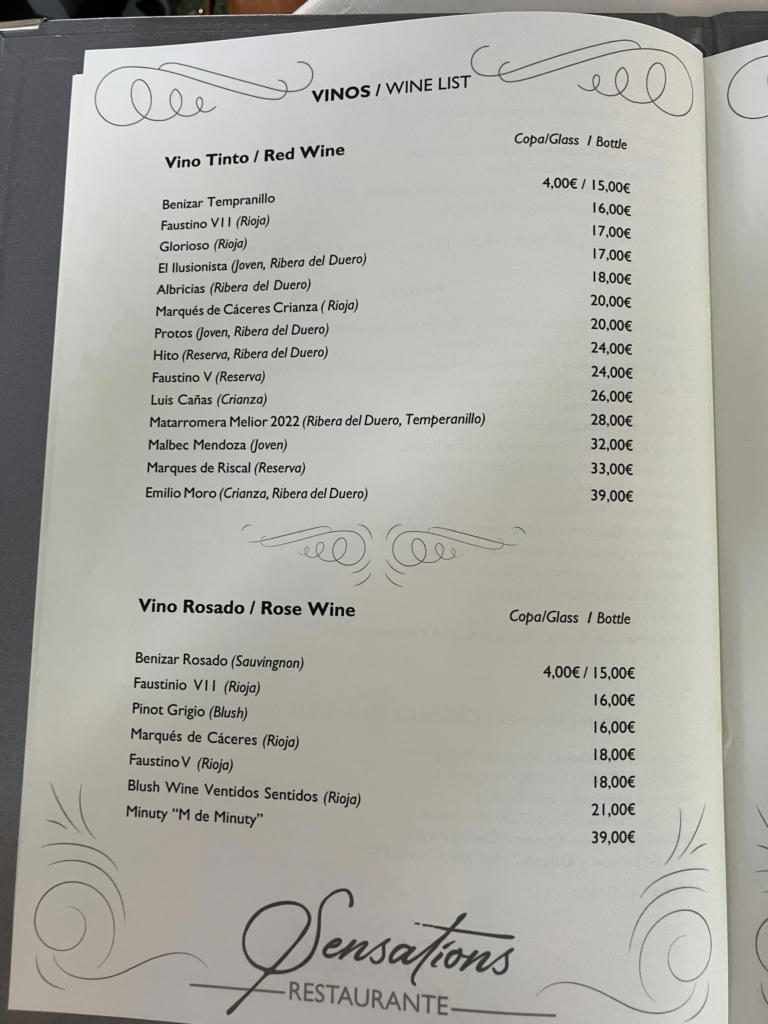 VINOS / WINE LIST
Vino Tinto / Red Wine Copa/Glass / Bottle
Benizar Tempranillo 4,00€ / 15,00€
Faustino VII (Rioja) 16,00€
Glorioso (Rioja) 17,00€
El Ilusionista (Joven, Ribera del Duero) 17,00€
Albricias (Ribera del Duero) 18,00€
Marqués de Cáceres Crianza ( Rioja) 20,00€
Protos (Joven, Ribera del Duero) 20,00€
Hito (Reserva, Ribera del Duero) 24,00€
Faustino V (Reserva) 24,00€
Luis Cañas (Crianza) 26,00€
Matarromera Melior 2022 (Ribera del Duero, Temperanillo) 28,00€
Malbec Mendoza (Joven) 32,00€
Marques de Riscal (Reserva) 33,00€
Emilio Moro (Crianza, Ribera del Duero) 39,00€
Vino Rosado / Rose Wine Copa/Glass / Bottle
Benizar Rosado (Sauvingnon) 4,00€ / 15,00€
Faustinio VII (Rioja) 16,00€
Pinot Grigio (Blush) 16,00€
Marqués de Cáceres (Rioja) 18,00€
Faustino V (Rioja) 18,00€
Blush Wine Ventidos Sentidos (Rioja) 21,00€
Minuty “M de Minuty” 39,00€
Sensations
RESTAURANTE